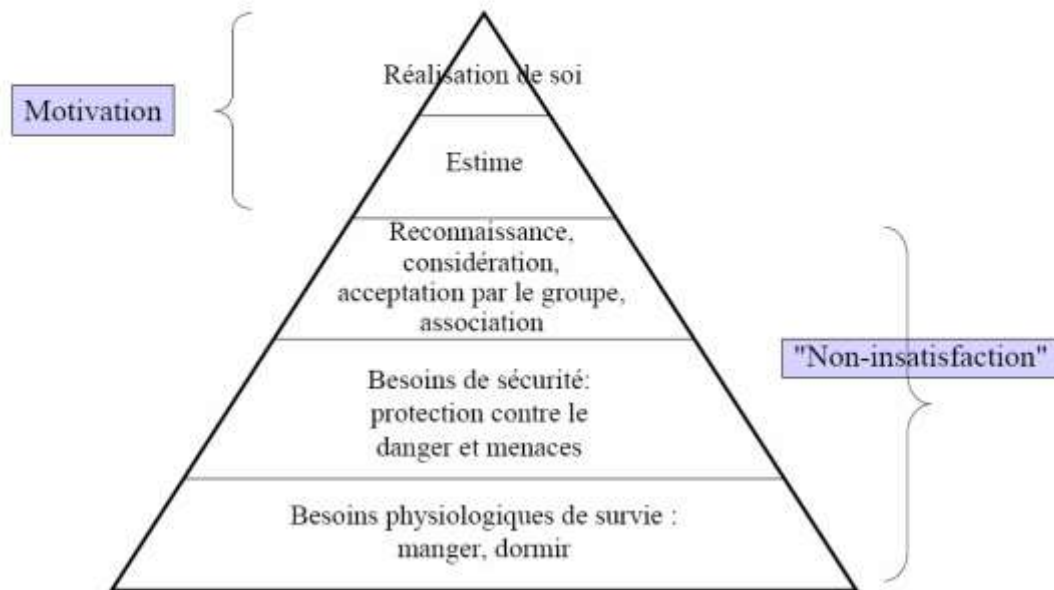 Réalisation de soi
Motivation
Estime
Reconnaissance,
considération,
acceptation par le groupe,
association
"Non-insatisfaction"
Besoins de sécurité:
protection contre le
danger et menaces
Besoins physiologiques de survie :
manger, dormir